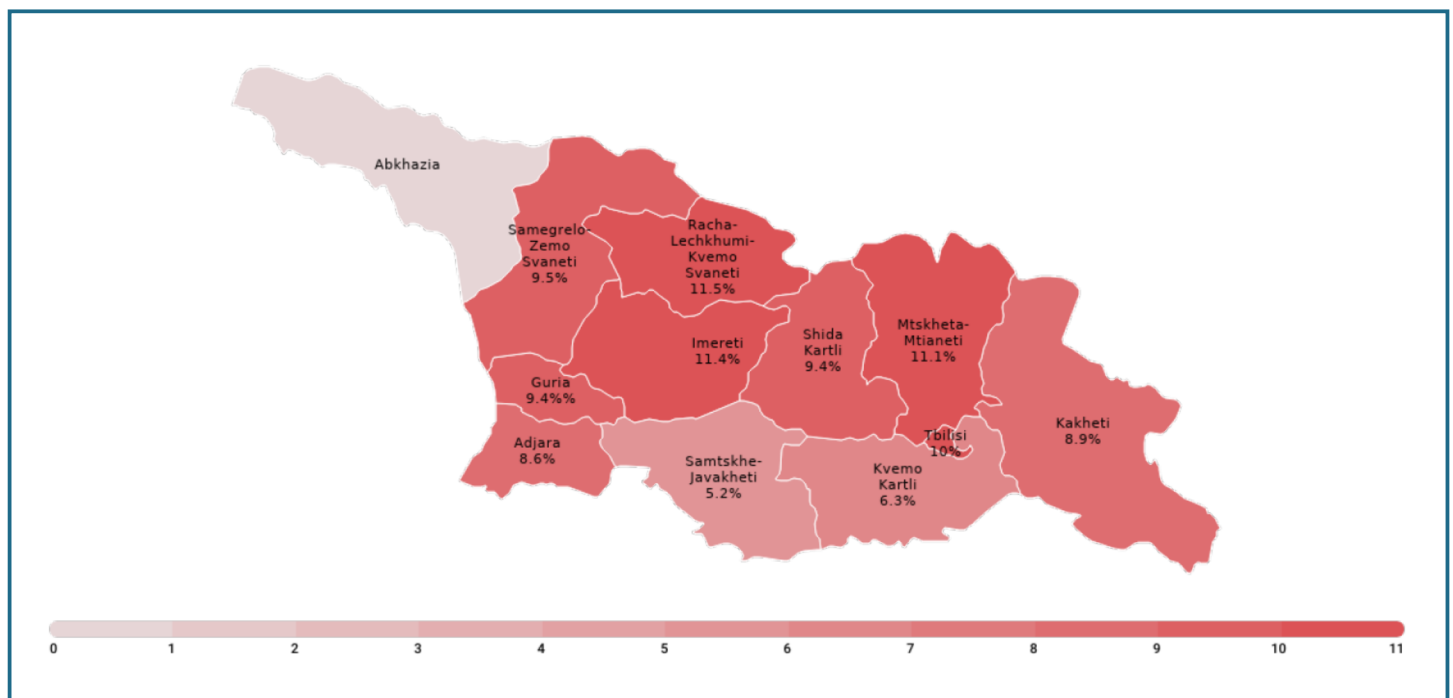 Abkhazia
Samegrelo-
Zemo
Svaneti
9.5%
Racha-
Lechkhumi-
Kvemo
Svaneti
11.5%
Imereti
11.4%
Shida
Kartli
9.4%
Mtskheta-
Mtianeti
11.1%
Guria
9.4%%
Adjara
8.6%
Samtskhe-
Javakheti
5.2%
Kvemo
Kartli
6.3%
Tbilisi
10%
Kakheti
8.9%
0 1 2 3 4 5 6 7 8 9 10 11